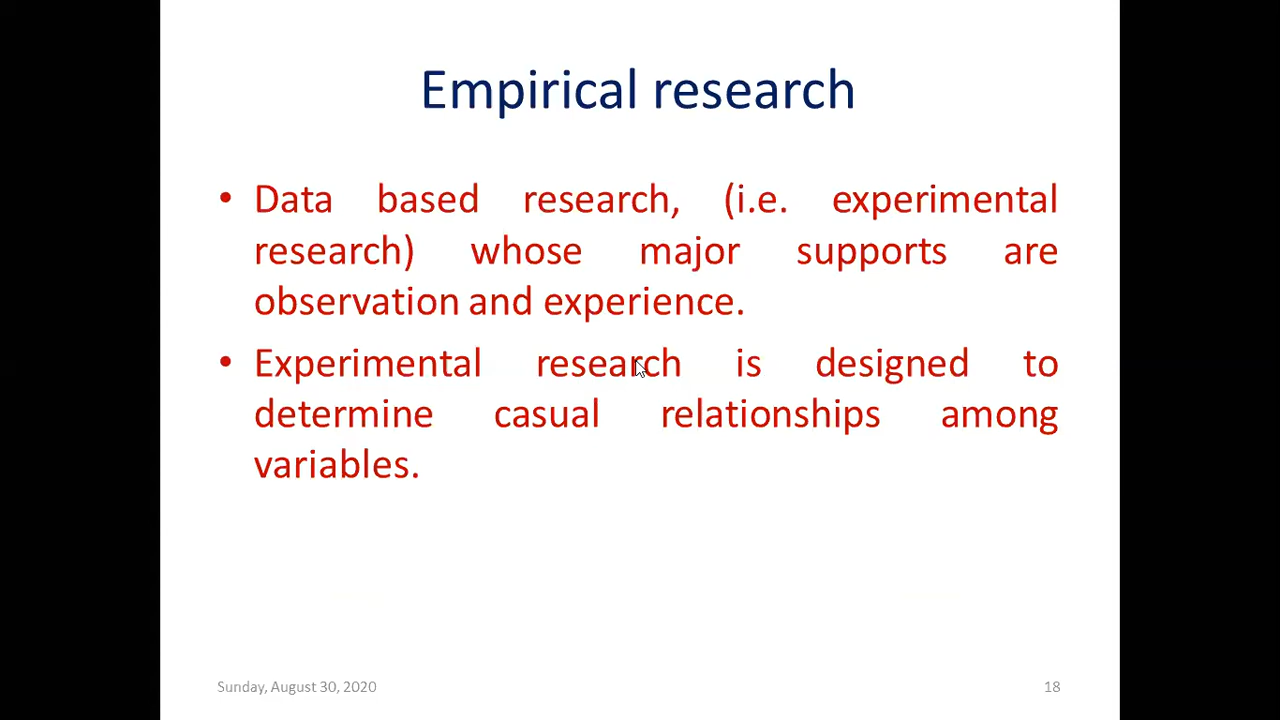 Empirical research
• Data based research, (i.e. experimental
research) whose major supports are
observation and experience.
• Experimental research is designed to
determine casual relationships among
variables.
Sunday, August 30, 2020
18